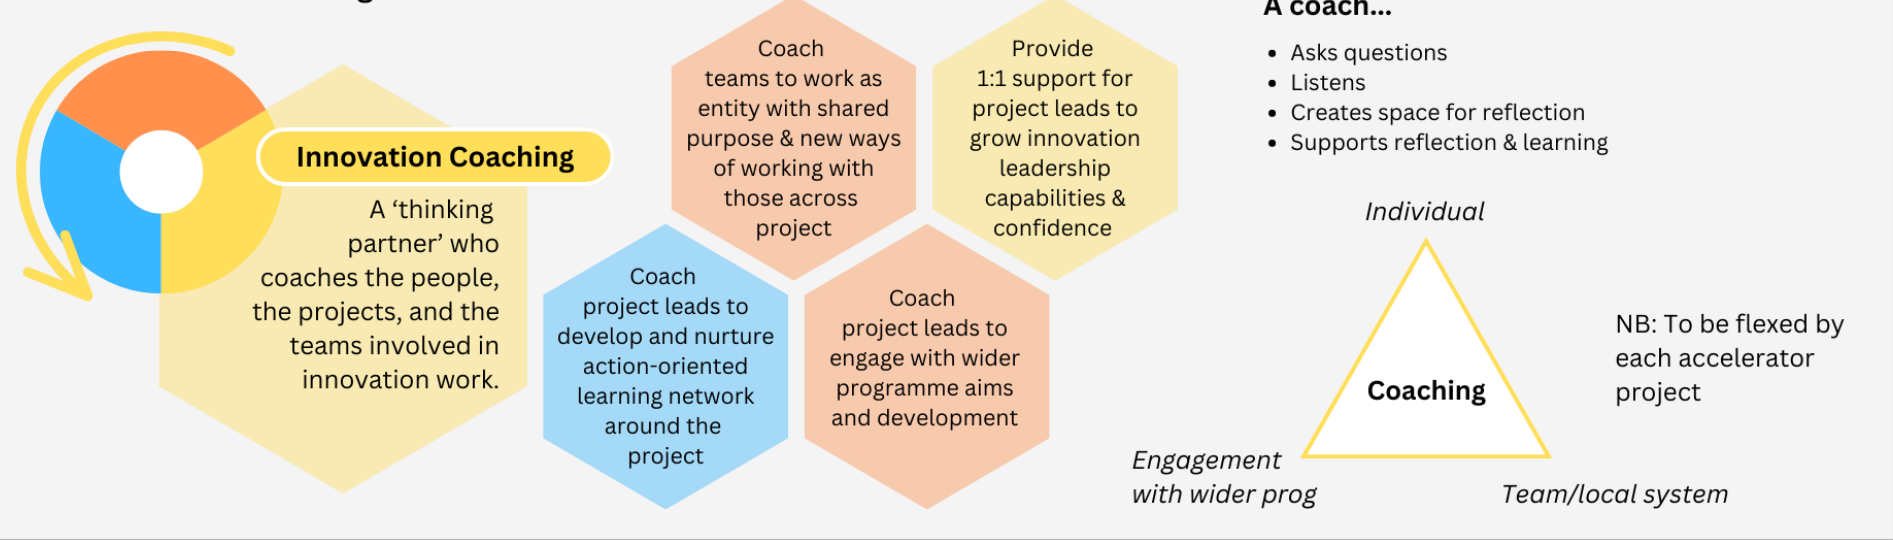 Innovation Coaching
A ‘thinking
partner’ who
coaches the people,
the projects, and the
teams involved in
innovation work.
Coach
teams to work as
entity with shared
purpose & new ways
of working with
those across
project
Provide
1:1 support for
project leads to
grow innovation
leadership
capabilities &
confidence
Coach
project leads to
develop and nurture
action-oriented
learning network
around the
project
Coach
project leads to
engage with wider
programme aims
and development
A coach...
• Asks questions
• Listens
• Creates space for reflection
• Supports reflection & learning
Individual
Coaching
Engagement
with wider prog
Team/local system
NB: To be flexed by
each accelerator
project